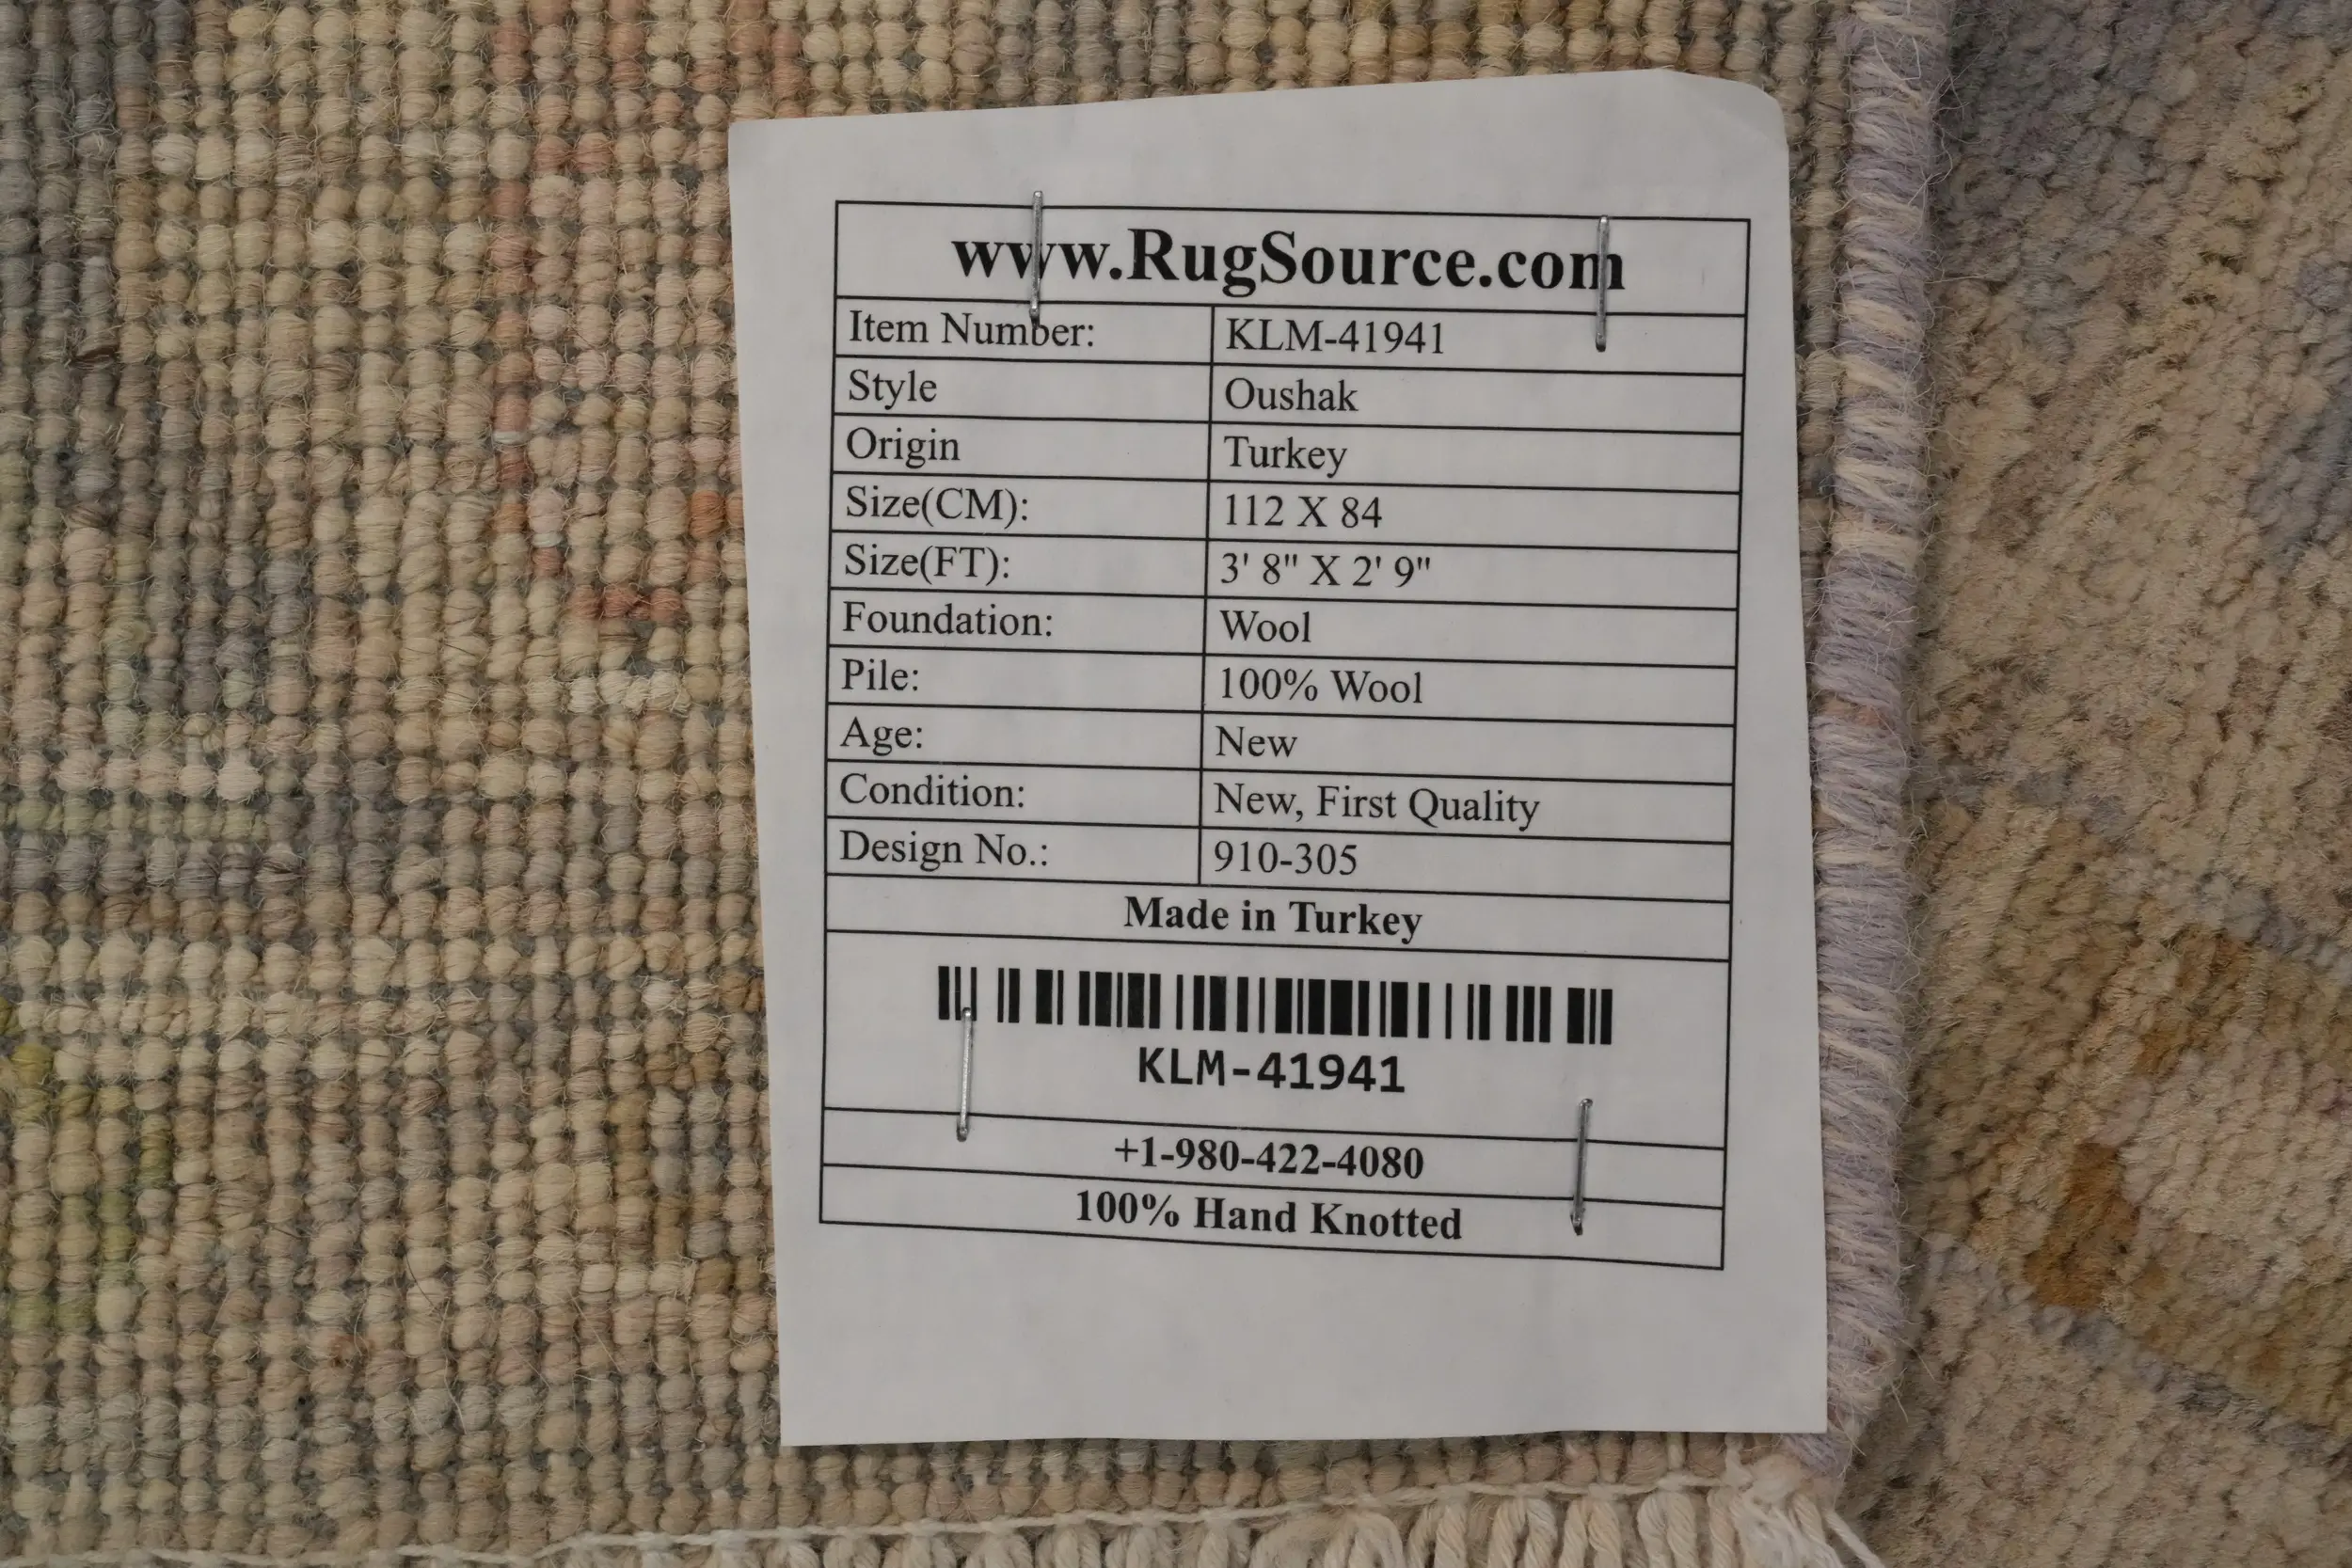 www.RugSource.com
Item Number: KLM-41941
Style Oushak
Origin Turkey
Size(CM): 112 X 84
Size(FT): 3' 8" X 2' 9"
Foundation: Wool
Pile: 100% Wool
Age: New
Condition: New, First Quality
Design No.: 910-305
Made in Turkey
KLM-41941
+1-980-422-4080
100% Hand Knotted